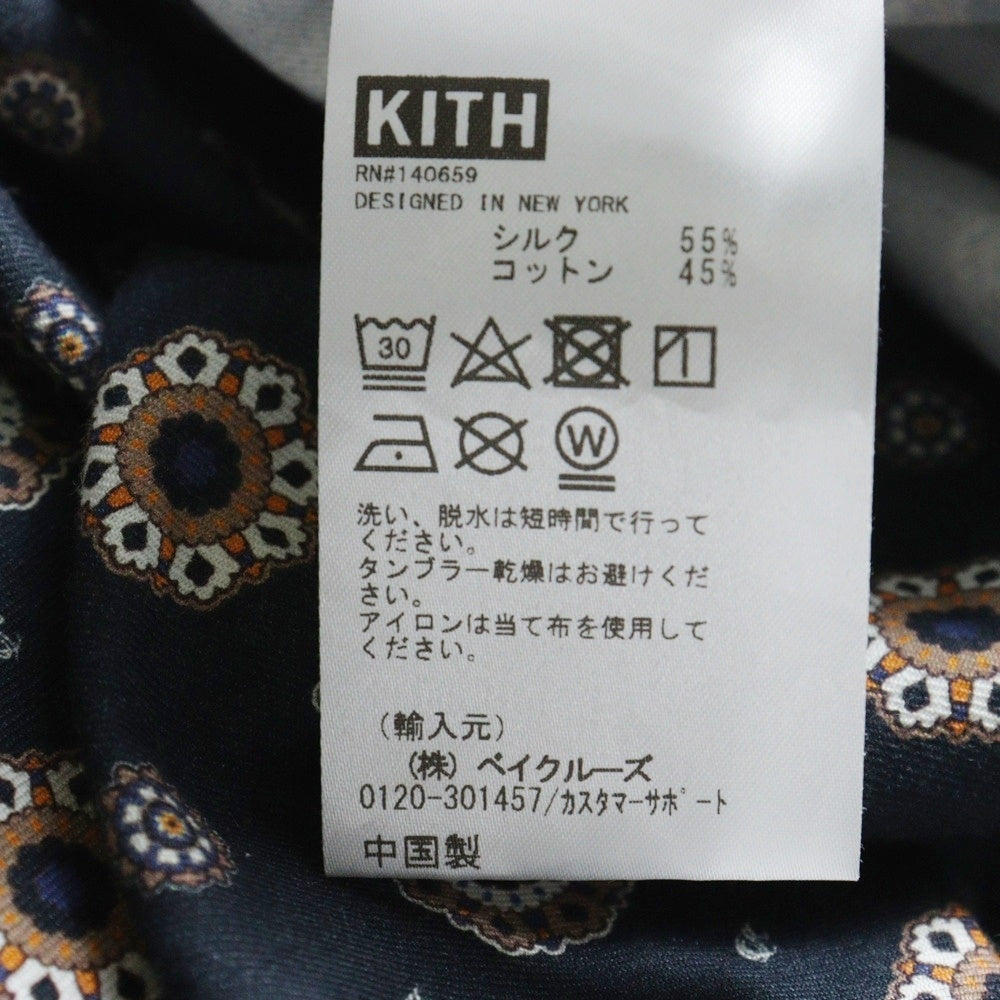 KITH
RN#140659
DESIGNED IN NEW YORK
シルク 55%
コットン 45%
30
W
洗い、脱水は短時間で行って
ください。
タンブラー乾燥はお避けくだ
さい。
アイロンは当て布を使用して
ください。
(輸入元)
(株) ベイクルーズ
0120-301457/カスタマーサポート
中国製